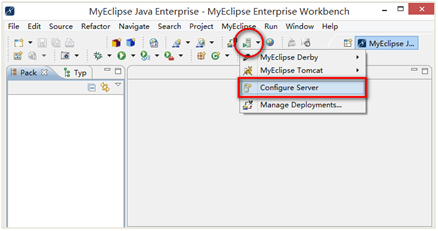 MyEclipse Java Enterprise - MyEclipse Enterprise Workbench
File Edit Source Refactor Navigate Search Project MyEclipse Run Window Help
MyEclipse J...
Pack Typ
MyEclipse Derby
MyEclipse Tomcat
Configure Server
Manage Deployments...